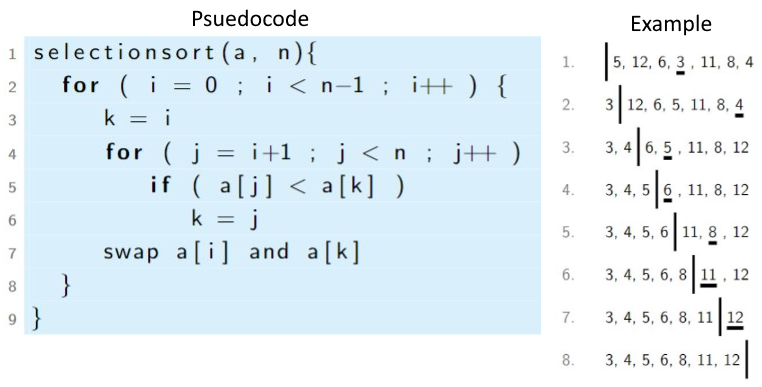 Psuedocode
1 selectionsort(a, n){
2 for ( i = 0 ; i < n-1 ; i++ ) {
3 k = i
4 for ( j = i+1 ; j < n ; j++ )
5 if ( a[j] < a[k] )
6 k = j
7 swap a[i] and a[k]
8 }
9 }
Example
1. | 5, 12, 6, 3 , 11, 8, 4
2. 3 | 12, 6, 5, 11, 8, 4
3. 3, 4 | 6, 5 , 11, 8, 12
4. 3, 4, 5 | 6 , 11, 8, 12
5. 3, 4, 5, 6 | 11, 8 , 12
6. 3, 4, 5, 6, 8 | 11 , 12
7. 3, 4, 5, 6, 8, 11 | 12
8. 3, 4, 5, 6, 8, 11, 12 |